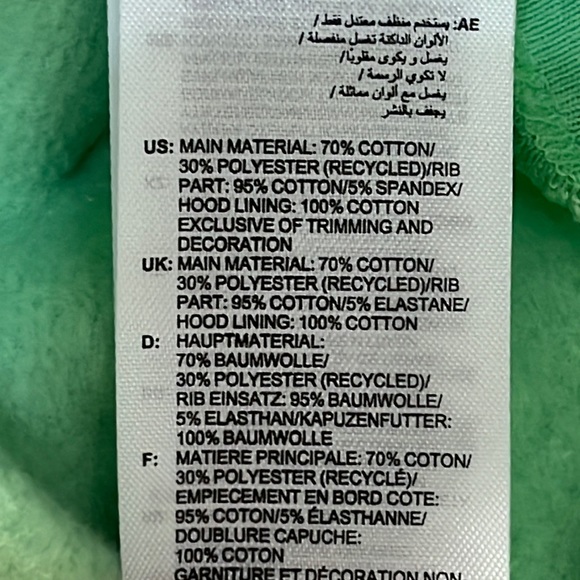 AE: يستخدم منظف معتدل فقط/
الألوان الداكنة تغسل منفصلة/
يغسل و يكوى مقلوبًا/
لا تكوي الرسمة/
يغسل مع ألوان مماثلة/
يجفف بالنشر
US: MAIN MATERIAL: 70% COTTON/
30% POLYESTER (RECYCLED)/RIB
PART: 95% COTTON/5% SPANDEX/
HOOD LINING: 100% COTTON
EXCLUSIVE OF TRIMMING AND
DECORATION
UK: MAIN MATERIAL: 70% COTTON/
30% POLYESTER (RECYCLED)/RIB
PART: 95% COTTON/5% ELASTANE/
HOOD LINING: 100% COTTON
D: HAUPTMATERIAL:
70% BAUMWOLLE/
30% POLYESTER (RECYCLED)/
RIB EINSATZ: 95% BAUMWOLLE/
5% ELASTHAN/KAPUZENFUTTER:
100% BAUMWOLLE
F: MATIERE PRINCIPALE: 70% COTON/
30% POLYESTER (RECYCLÉ)/
EMPIECEMENT EN BORD COTE:
95% COTON/5% ÉLASTHANNE/
DOUBLURE CAPUCHE:
100% COTON
GARNITURE ET DÉCORATION NON